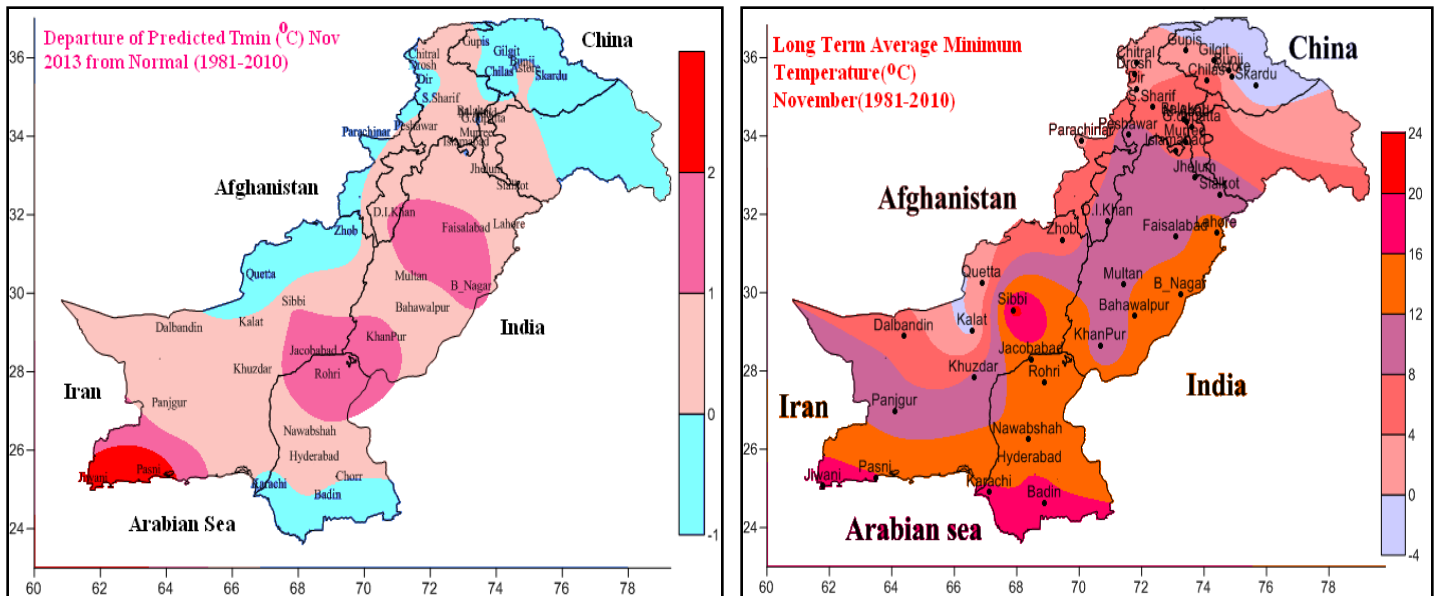 Departure of Predicted Tmin (⁰C) Nov
2013 from Normal (1981-2010)
China
Gupis
Chitral
Gilgit
Drosh
Bunji
Astore
Chilas
Skardu
Dir
S.Sharif
Peshawar
Parachinar
Murree
Islamabad
Jhelum
Sialkot
Afghanistan
D.I.Khan
Zhob
Faisalabad
Lahore
Quetta
Multan
B_Nagar
Sibbi
Bahawalpur
Kalat
Dalbandin
India
KhanPur
Jacobabad
Khuzdar
Rohri
Iran
Panjgur
Nawabshah
Hyderabad
Pasni
Jiwani
Chorr
Karachi
Badin
Arabian Sea
36
34
32
30
28
26
24
60
62
64
66
68
70
72
74
76
78
2
1
0
-1
Long Term Average Minimum
Temperature(⁰C)
November(1981-2010)
China
Gupis
Chitral
Gilgit
Drosh
Bunji
Astore
Chilas
Skardu
Dir
S.Sharif
Peshawar
Parachinar
Murree
Islamabad
Jhelum
Sialkot
Afghanistan
D.I.Khan
Zhob
Faisalabad
Lahore
Quetta
Multan
B_Nagar
Sibbi
Bahawalpur
Kalat
Dalbandin
KhanPur
Jacobabad
Khuzdar
Rohri
India
Iran
Panjgur
Nawabshah
Hyderabad
Pasni
Jiwani
Karachi
Badin
Arabian sea
36
34
32
30
28
26
24
60
62
64
66
68
70
72
74
76
78
24
20
16
12
8
4
0
-4